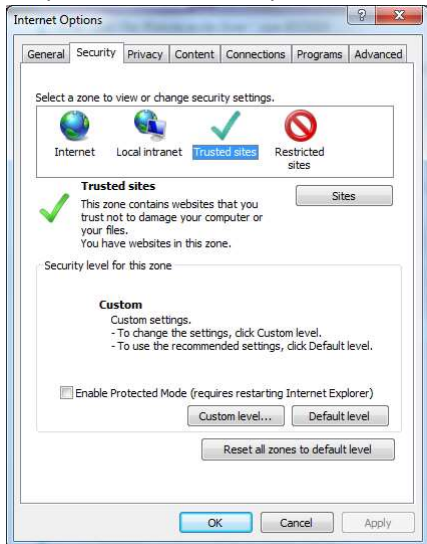 Internet Options
General Security Privacy Content Connections Programs Advanced
Select a zone to view or change security settings.
Internet Local intranet Trusted sites Restricted
sites
Trusted sites
Sites
This zone contains websites that you
trust not to damage your computer or
your files.
You have websites in this zone.
Security level for this zone
Custom
Custom settings.
- To change the settings, click Custom level.
- To use the recommended settings, click Default level.
Enable Protected Mode (requires restarting Internet Explorer)
Custom level... Default level
Reset all zones to default level
OK Cancel Apply